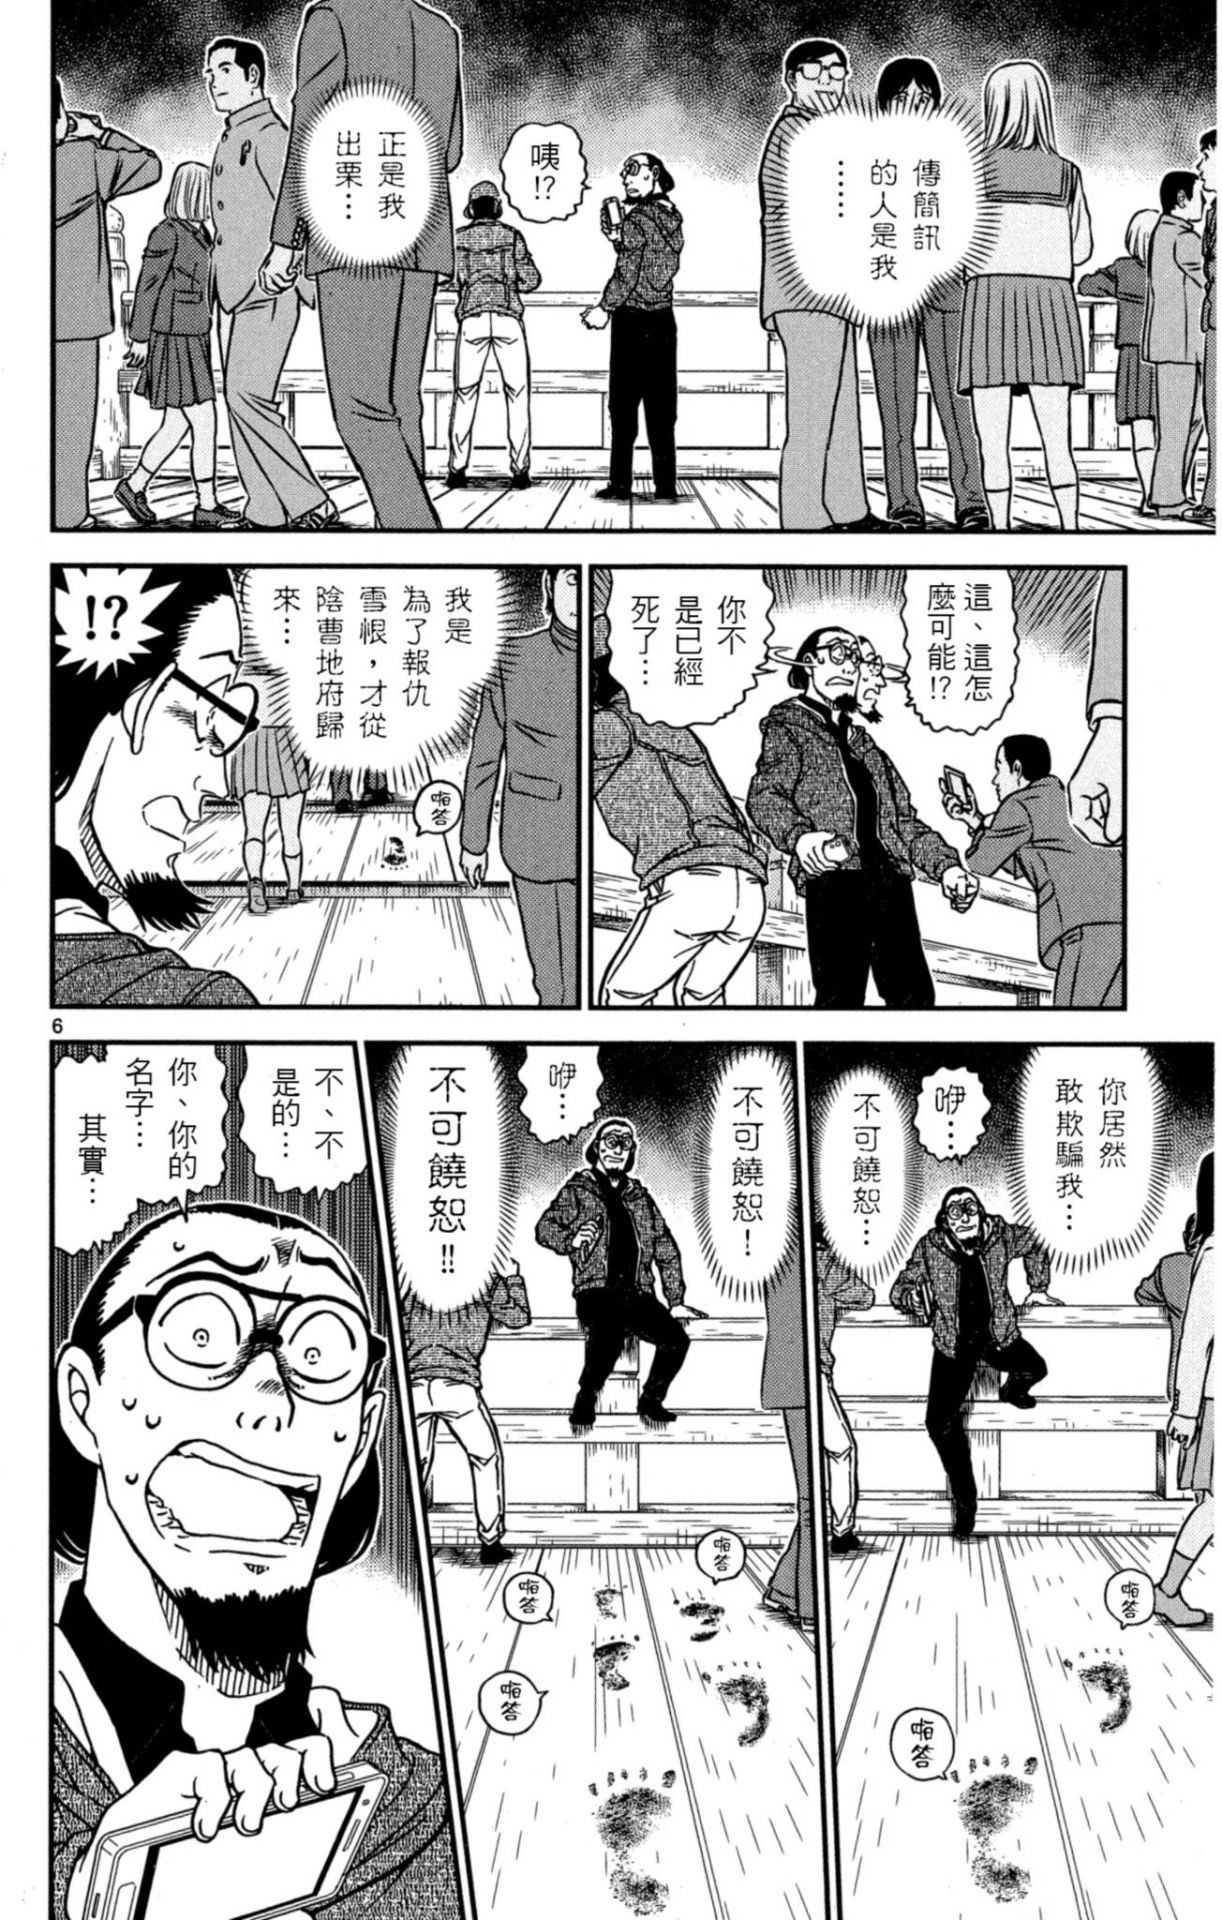 傳簡訊
的人是我
……
咦!?
正是我
出栗…
這、這怎
麼可能!?
你不
是已經
死了…
我是
為了報仇
雪恨，才從
陰曹地府歸
來…
啪答
!?
6
你居然
敢欺騙我…
咿…
不可饒恕…
啪答
啪答
不可饒恕！
咿…
不可饒恕!!
啪答
啪答
啪答
不、不
是的…
你、你的
名字…
其實…